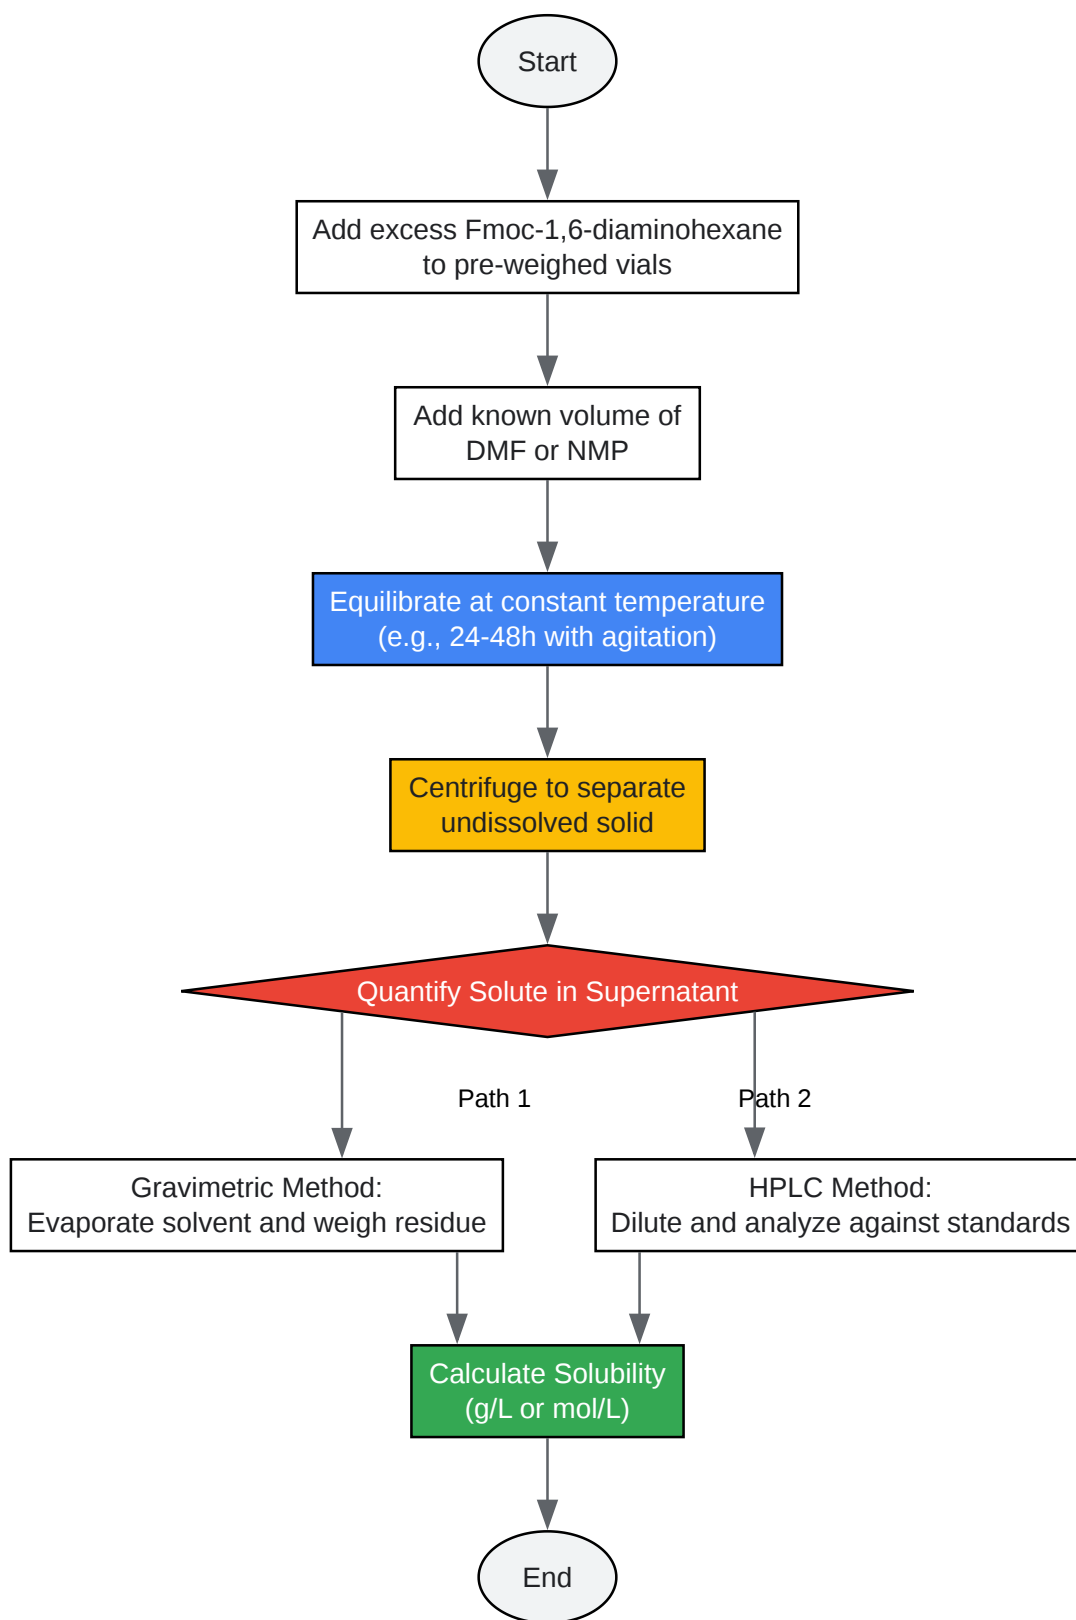 Start
Add excess Fmoc-1,6-diaminohexane
to pre-weighed vials
Add known volume of
DMF or NMP
Equilibrate at constant temperature
(e.g., 24-48h with agitation)
Centrifuge to separate
undissolved solid
Quantify Solute in Supernatant
Path 1
Path 2
Gravimetric Method:
Evaporate solvent and weigh residue
HPLC Method:
Dilute and analyze against standards
Calculate Solubility
(g/L or mol/L)
End